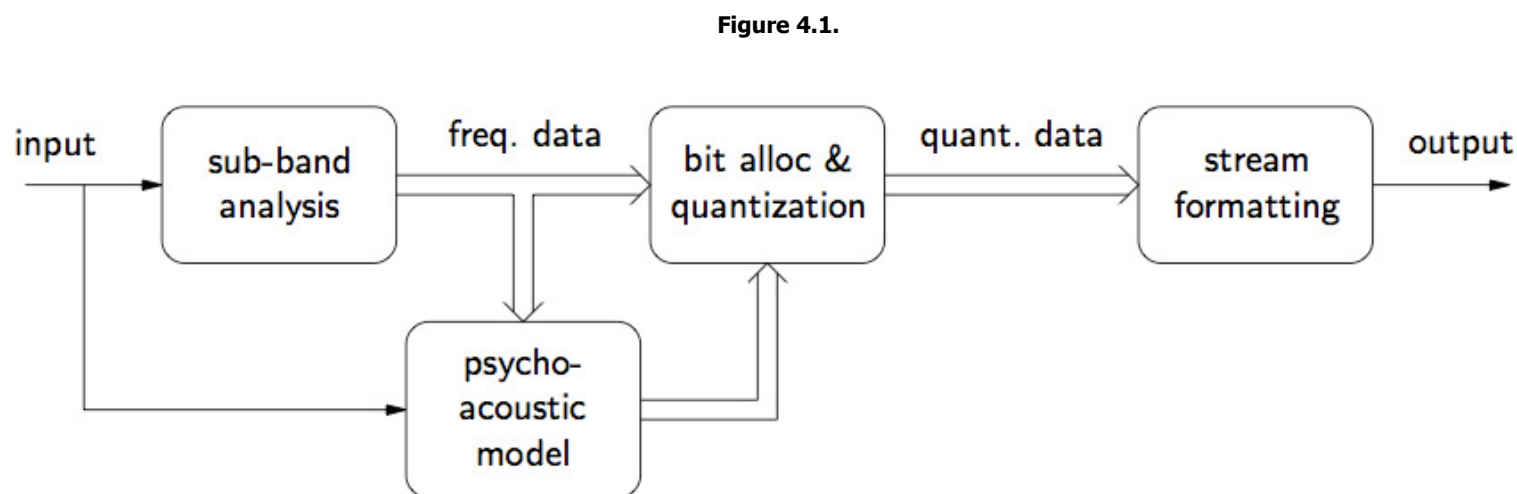 Figure 4.1.
input
sub-band
analysis
freq. data
bit alloc &
quantization
quant. data
stream
formatting
output
psycho-
acoustic
model